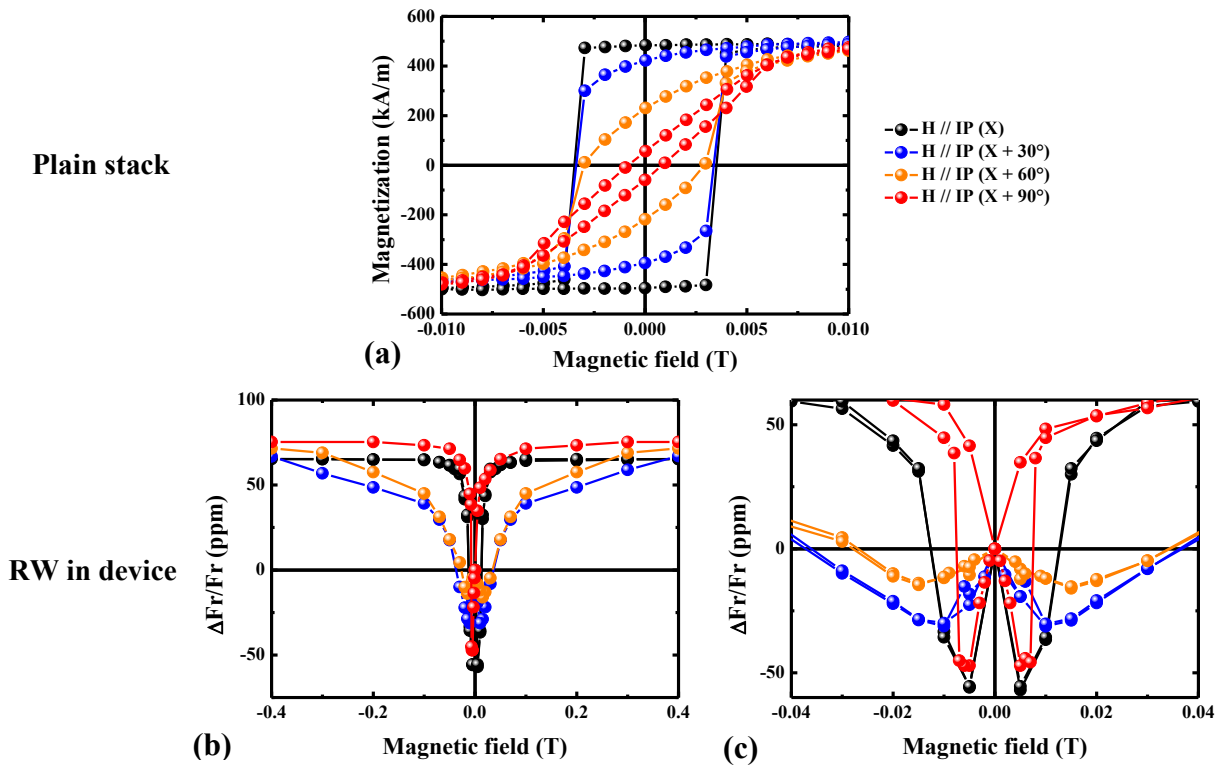 Plain stack
Magnetization (kA/m)
600
400
200
0
-200
-400
-600
-0.010
-0.005
0.000
0.005
0.010
Magnetic field (T)
(a)
H // IP (X)
H // IP (X + 30°)
H // IP (X + 60°)
H // IP (X + 90°)
RW in device
ΔFr/Fr (ppm)
100
50
0
-50
-0.4
-0.2
0.0
0.2
0.4
Magnetic field (T)
(b)
ΔFr/Fr (ppm)
50
0
-50
-0.04
-0.02
0.00
0.02
0.04
Magnetic field (T)
(c)